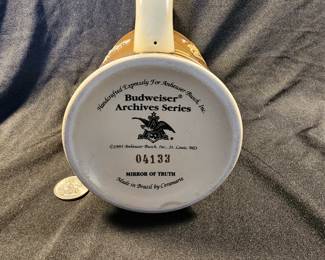 Handcrafted Expressly For Anheuser-Busch, Inc.
Budweiser®
Archives Series
©1995 Anheuser-Busch, Inc., St. Louis, MO
04133
MIRROR OF TRUTH
Made in Brazil by Ceramarte